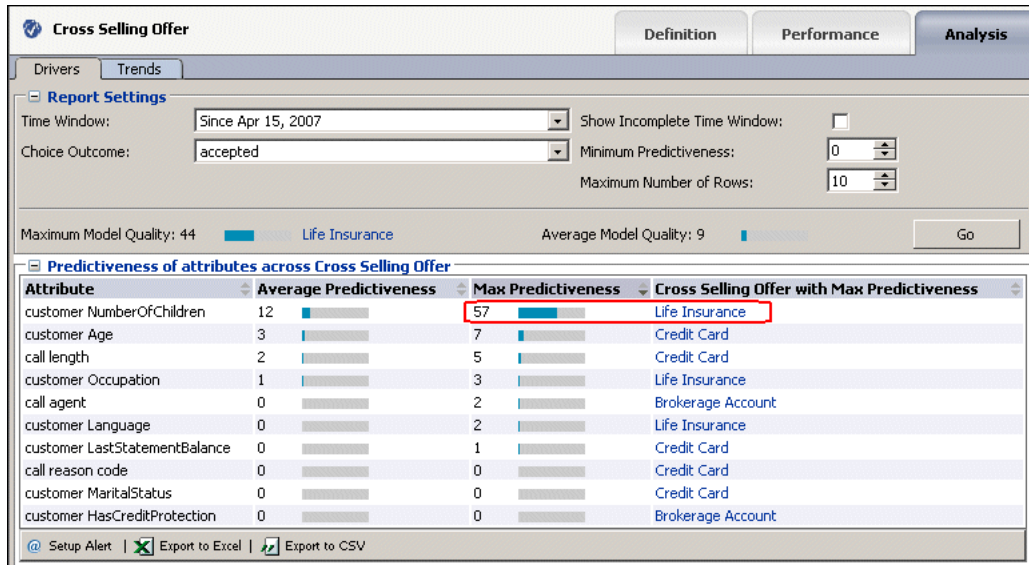 Cross Selling Offer Definition Performance Analysis
Drivers Trends
Report Settings
Time Window: Since Apr 15, 2007 Show Incomplete Time Window:
Choice Outcome: accepted Minimum Predictiveness: 0
Maximum Number of Rows: 10
Maximum Model Quality: 44 Life Insurance Average Model Quality: 9 Go
Predictiveness of attributes across Cross Selling Offer
Attribute Average Predictiveness Max Predictiveness Cross Selling Offer with Max Predictiveness
customer NumberOfChildren 12 57 Life Insurance
customer Age 3 7 Credit Card
call length 2 5 Credit Card
customer Occupation 1 3 Life Insurance
call agent 0 2 Brokerage Account
customer Language 0 2 Life Insurance
customer LastStatementBalance 0 1 Credit Card
call reason code 0 0 Credit Card
customer MaritalStatus 0 0 Credit Card
customer HasCreditProtection 0 0 Brokerage Account
@ Setup Alert | Export to Excel | Export to CSV